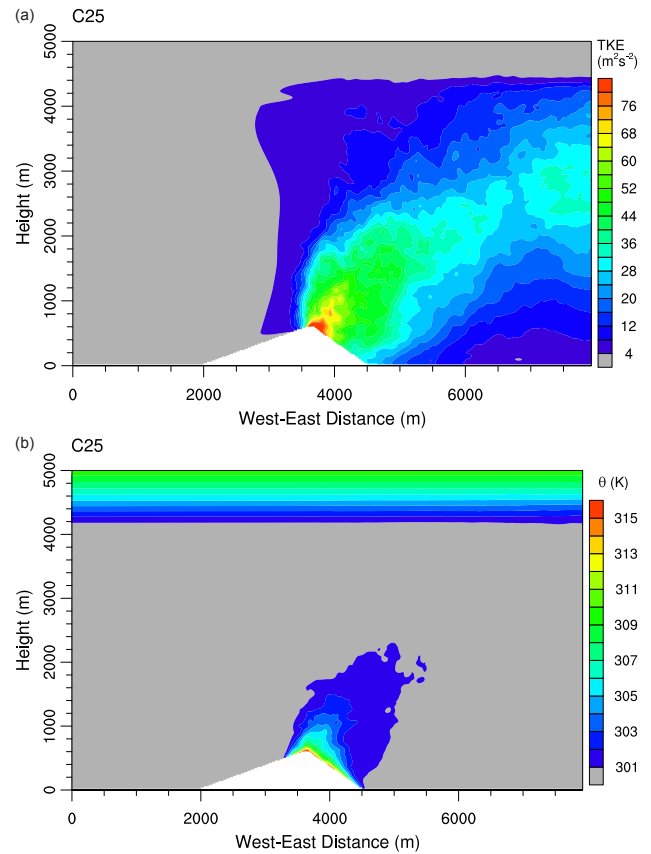 (a) C25
TKE
(m²s⁻²)
5000
4000
3000
2000
1000
0
Height (m)
76
68
60
52
44
36
28
20
12
4
0 2000 4000 6000
West-East Distance (m)
(b) C25
θ (K)
5000
4000
3000
2000
1000
0
Height (m)
315
313
311
309
307
305
303
301
0 2000 4000 6000
West-East Distance (m)